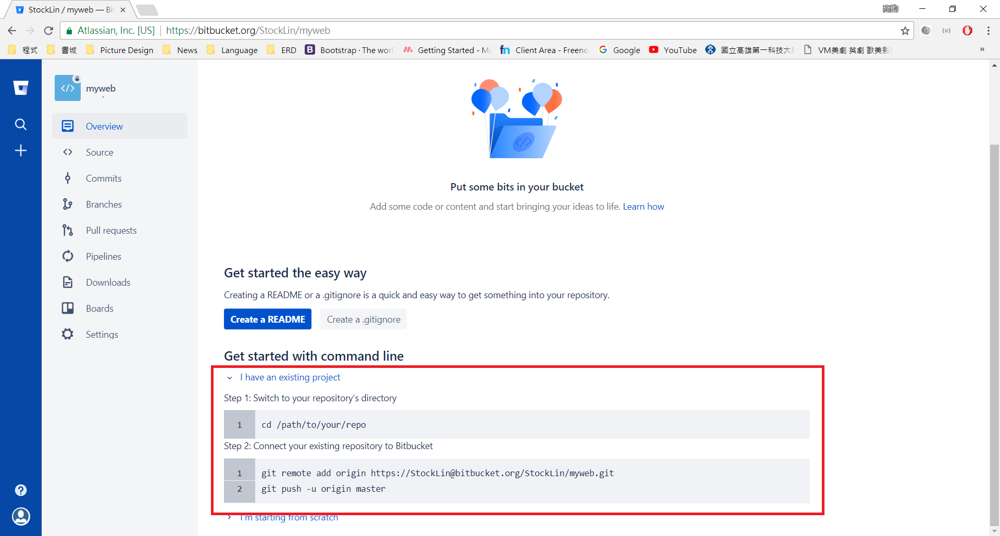 StockLin / myweb — Bit
亮昀
Atlassian, Inc. [US] https://bitbucket.org/StockLin/myweb
程式 書城 Picture Design News Language ERD B Bootstrap · The worl Getting Started - Ma fn Client Area - Freeno G Google YouTube 國立高雄第一科技大學 VM美劇 英劇 歐美影 »
</> myweb
Overview
Source
Commits
Branches
Pull requests
Pipelines
Downloads
Boards
Settings
</>
Put some bits in your bucket
Add some code or content and start bringing your ideas to life. Learn how
Get started the easy way
Creating a README or a .gitignore is a quick and easy way to get something into your repository.
Create a README Create a .gitignore
Get started with command line
I have an existing project
Step 1: Switch to your repository's directory
1 cd /path/to/your/repo
Step 2: Connect your existing repository to Bitbucket
1 git remote add origin https://StockLin@bitbucket.org/StockLin/myweb.git
2 git push -u origin master
I'm starting from scratch